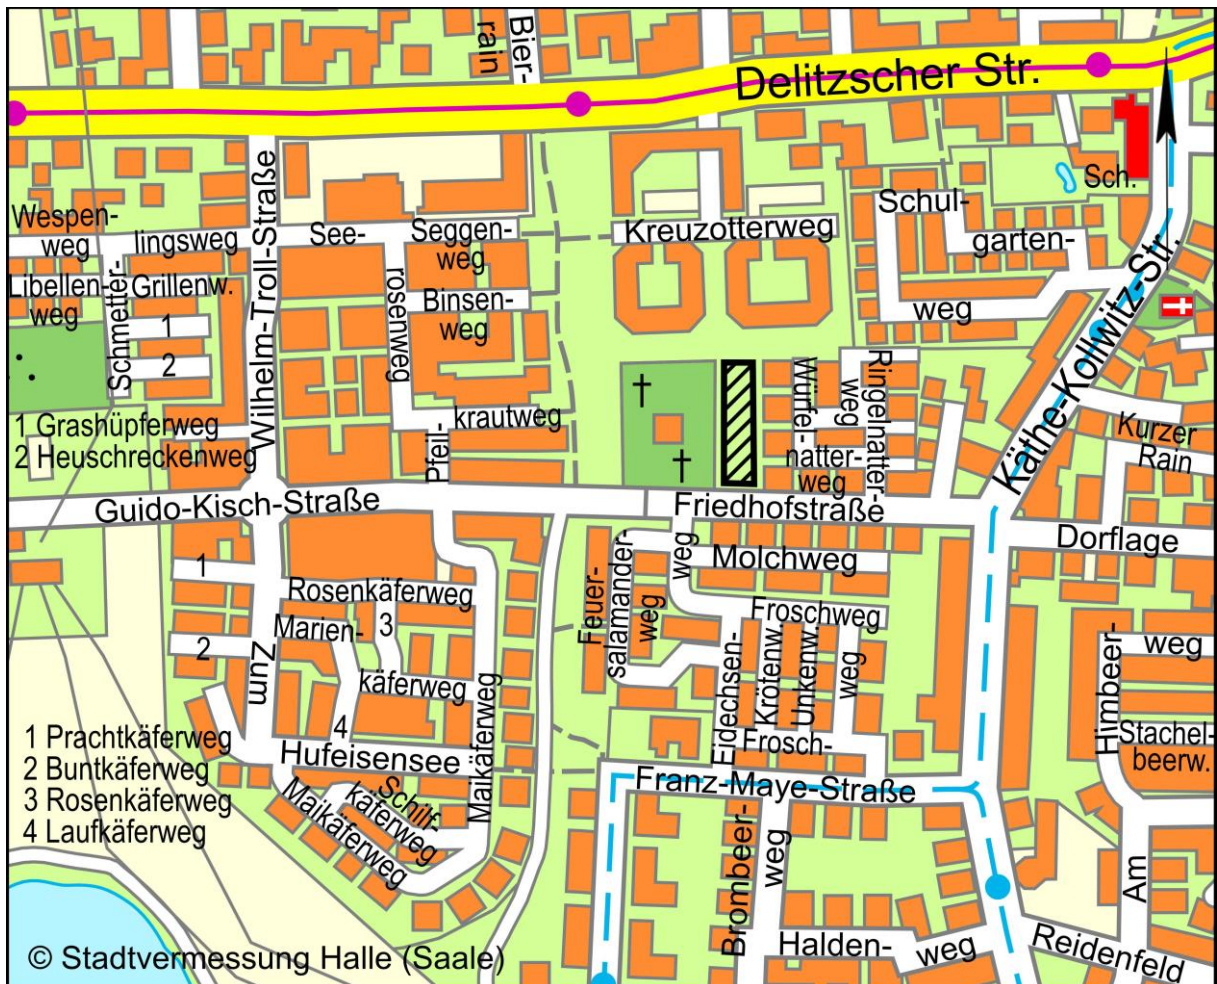 Bier-
rain
Delitzscher Str.
Wespen-
weg
lingsweg
Schmetter-
Wilhelm-Troll-Straße
See-
rosenweg
Seggen-
weg
Kreuzotterweg
Schul-
garten-
weg
Sch.
Libellen-
weg
Grillenw.
Binsen-
weg
1
2
Käthe-Kollwitz-Str.
1 Grashüpferweg
2 Heuschreckenweg
Pfeil-
krautweg
Würfel-
natter-
weg
Ringelnatter-
weg
Kurzer
Rain
Guido-Kisch-Straße
Friedhofstraße
Dorflage
1
2
Zum
Hufeisensee
Rosenkäferweg
3
Marien-
käferweg
4
Maikäferweg
Feuer-
salamander-
weg
weg
Molchweg
Froschweg
Eidechsen-
Krötenw.
Unkenw.
weg
Frosch-
Himbeer-
weg
Stachel-
beerw.
1 Prachtkäferweg
2 Buntkäferweg
3 Rosenkäferweg
4 Laufkäferweg
Schilf-
käferweg
Maikäferweg
Franz-Maye-Straße
Brombeer-
weg
Halden-
weg
Am
Reidenfeld
© Stadtvermessung Halle (Saale)